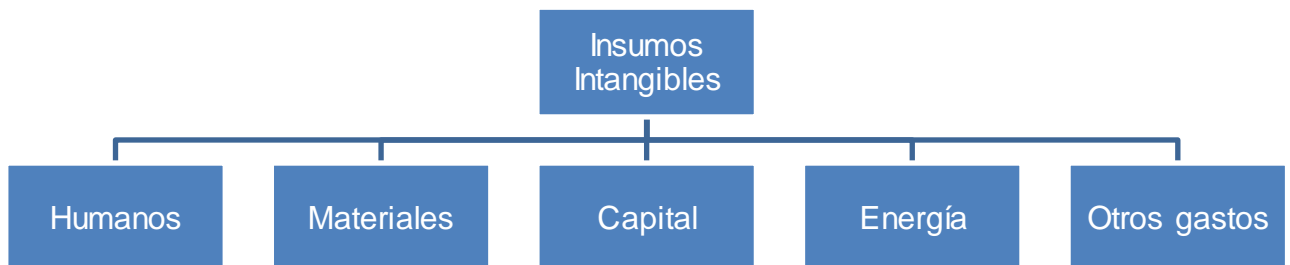 Insumos
Intangibles
Humanos
Materiales
Capital
Energía
Otros gastos